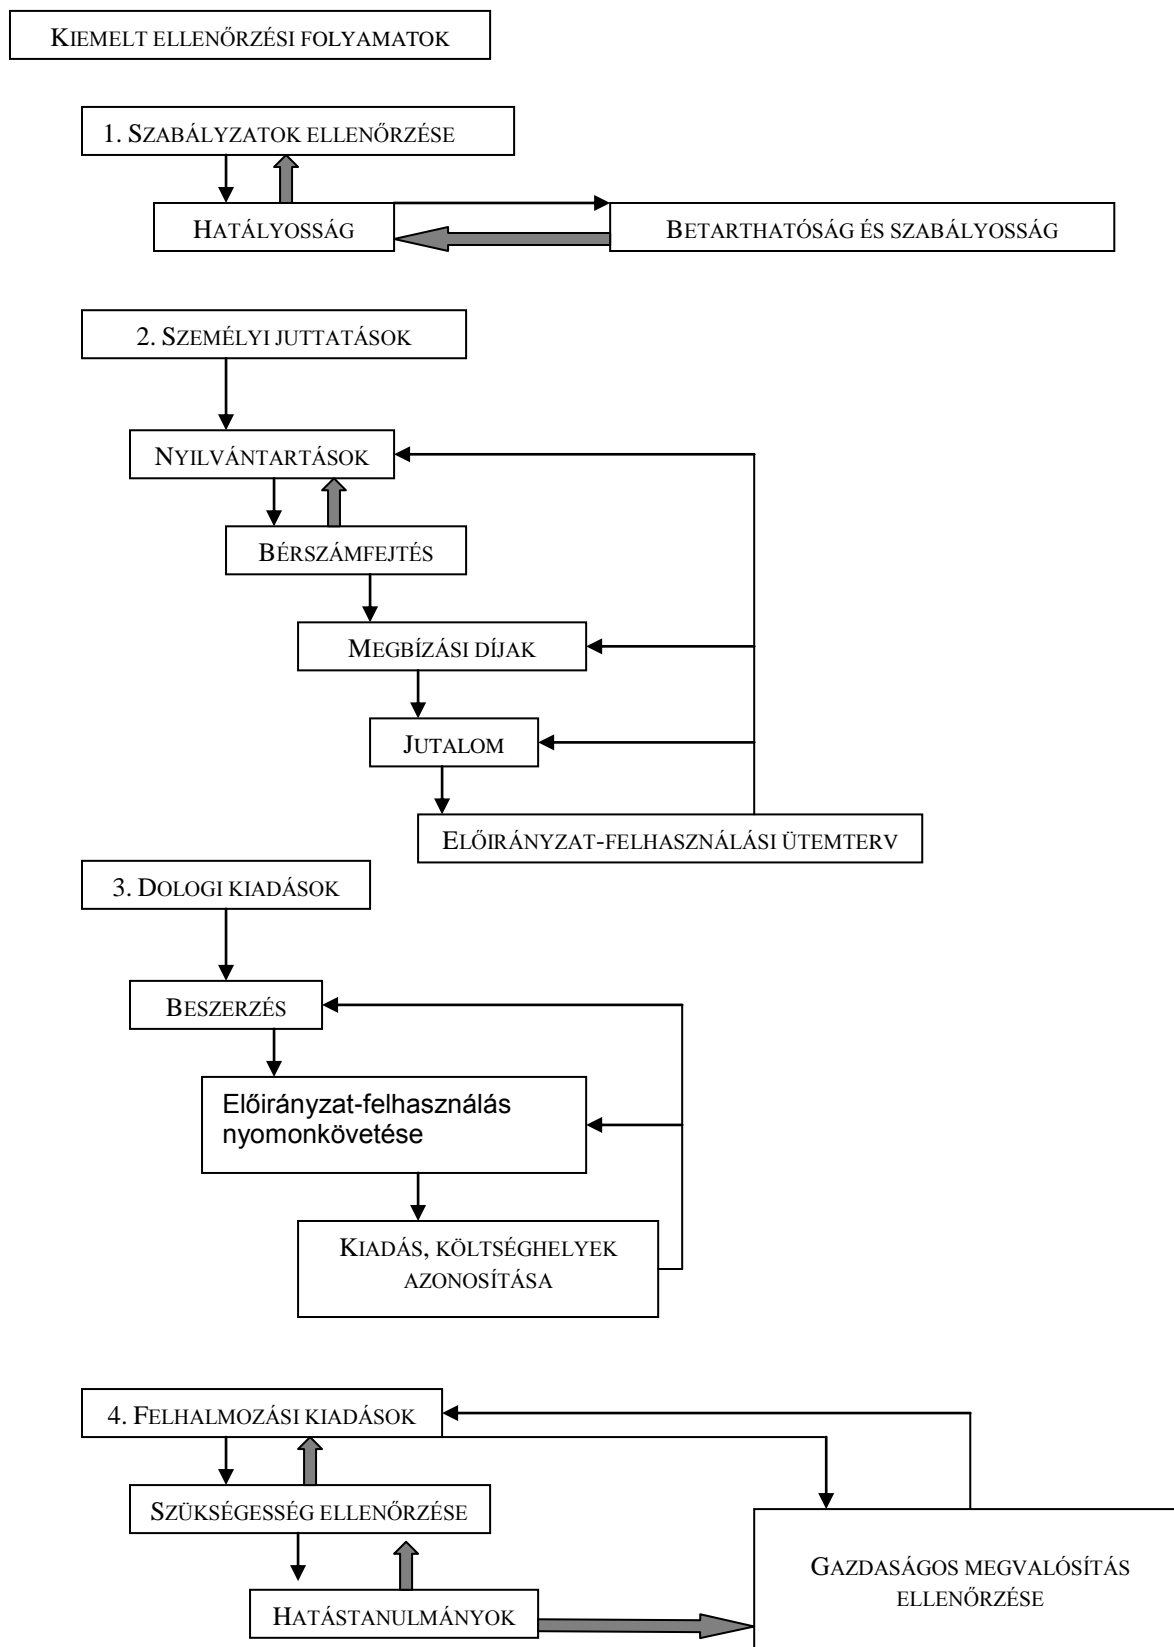 KIEMELT ELLENŐRZÉSI FOLYAMATOK
1. SZABÁLYZATOK ELLENŐRZÉSE
HATÁLYOSSÁG
BETARTHATÓSÁG ÉS SZABÁLYOSSÁG
2. SZEMÉLYI JUTTATÁSOK
NYILVÁNTARTÁSOK
BÉRSZÁMFEJTÉS
MEGBÍZÁSI DÍJAK
JUTALOM
ELŐIRÁNYZAT-FELHASZNÁLÁSI ÜTEMTERV
3. DOLOGI KIADÁSOK
BESZERZÉS
Előirányzat-felhasználás
nyomonkövetése
KIADÁS, KÖLTSÉGHELYEK
AZONOSÍTÁSA
4. FELHALMOZÁSI KIADÁSOK
SZÜKSÉGESSÉG ELLENŐRZÉSE
HATÁSTANULMÁNYOK
GAZDASÁGOS MEGVALÓSÍTÁS
ELLENŐRZÉSE